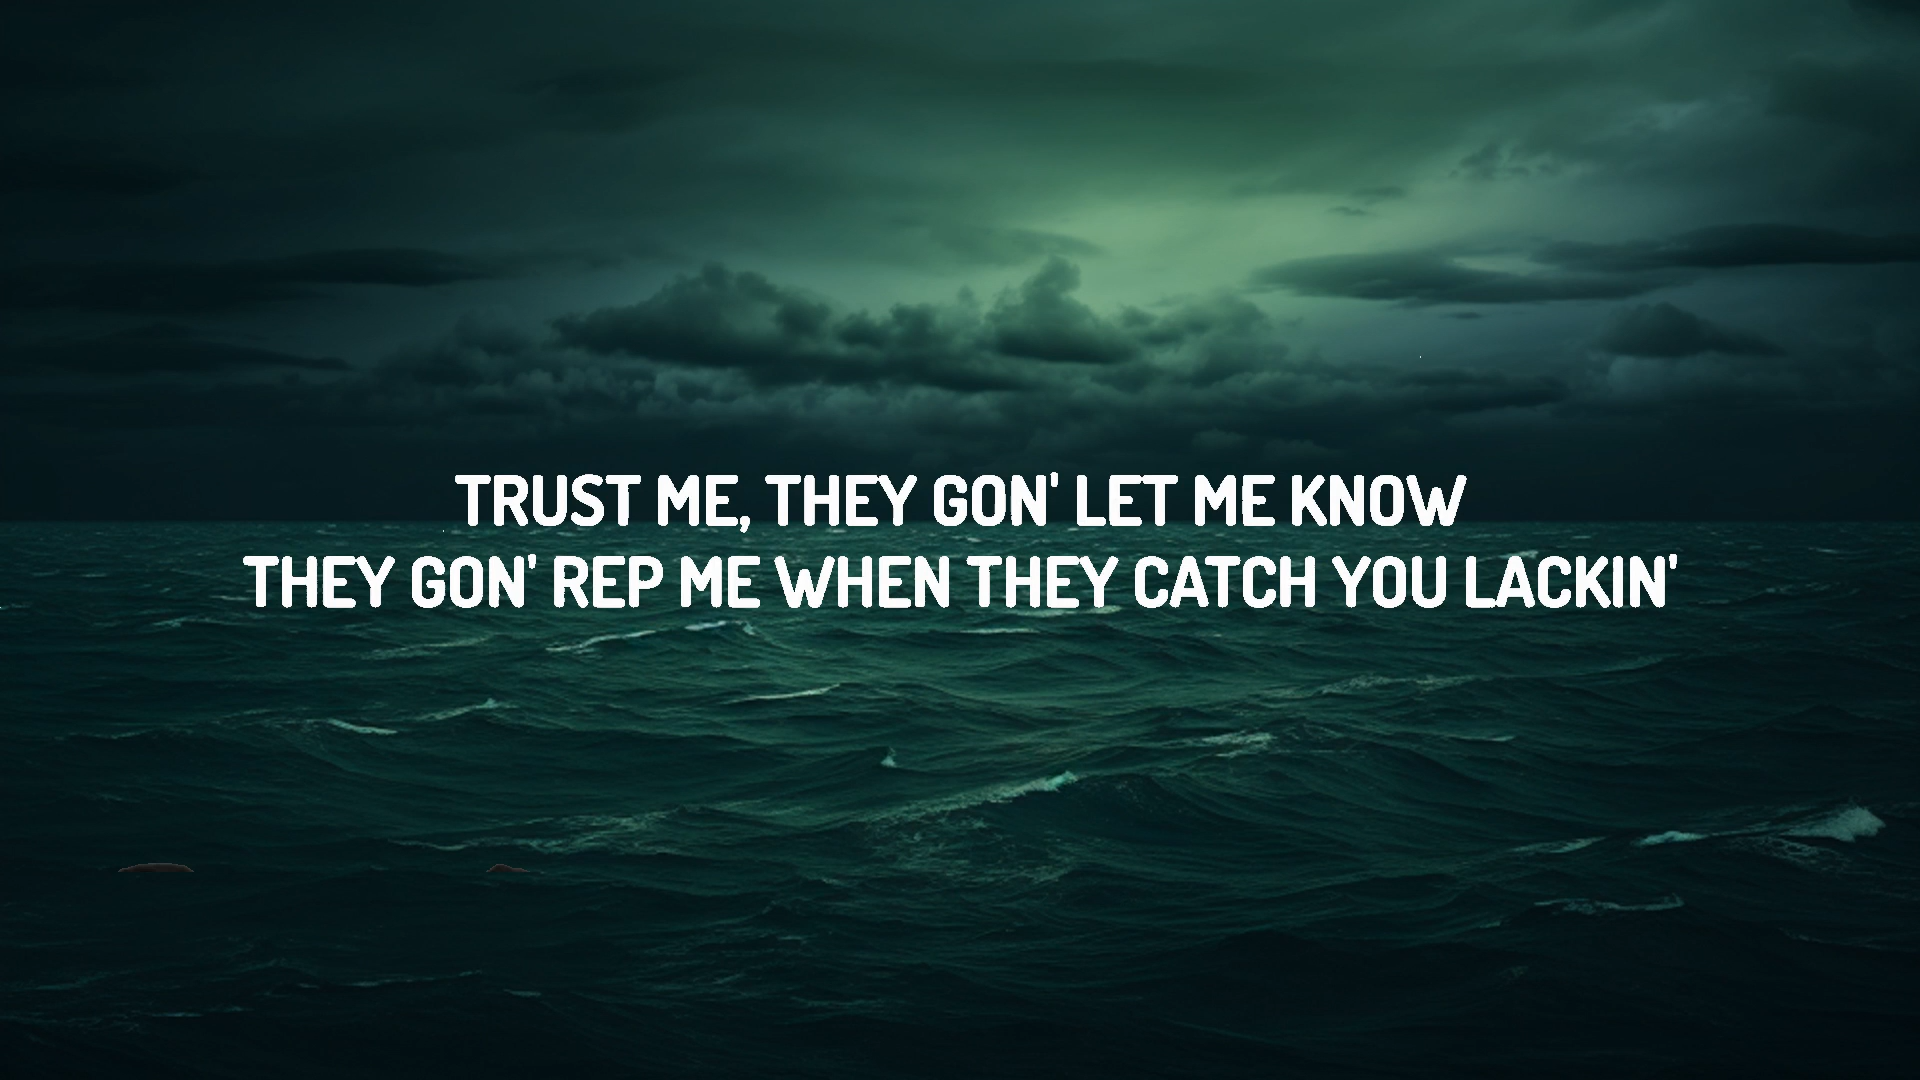 TRUST ME, THEY GON' LET ME KNOW
THEY GON' REP ME WHEN THEY CATCH YOU LACKIN'